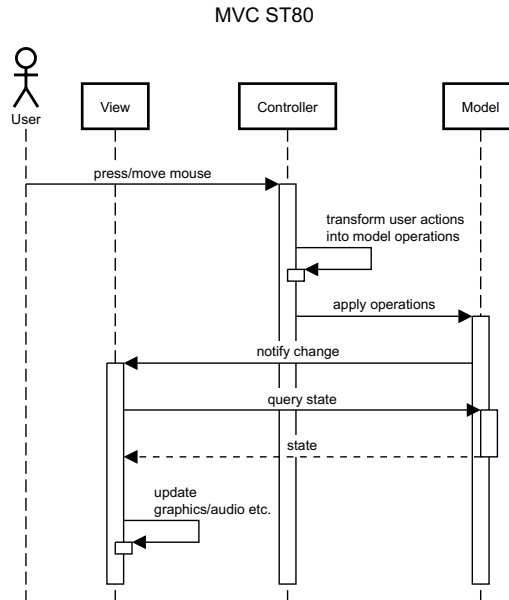 MVC ST80
User
View
Controller
Model
press/move mouse
transform user actions
into model operations
apply operations
notify change
query state
state
update
graphics/audio etc.